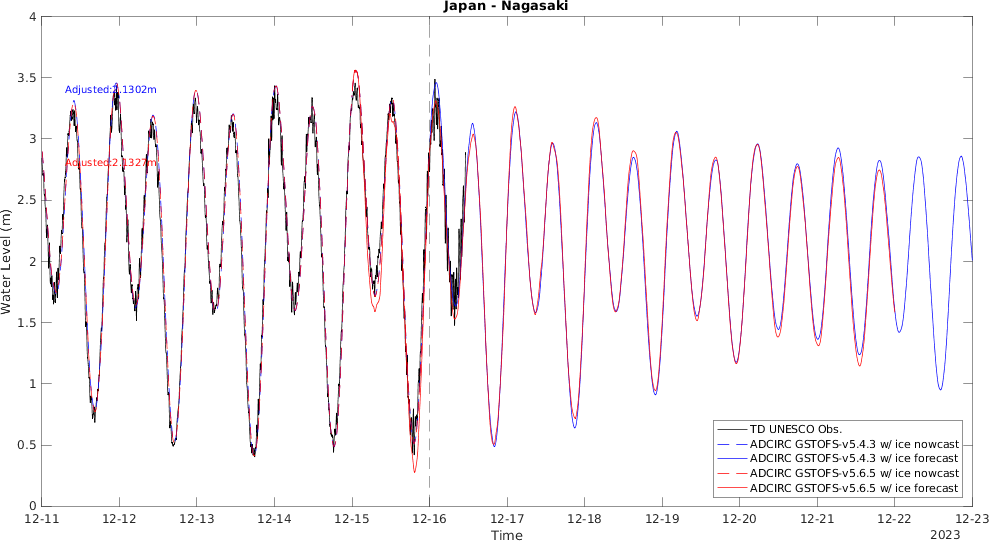 Japan - Nagasaki
4
3.5
3
2.5
2
1.5
1
0.5
0
Water Level (m)
Adjusted:2.1302m
Adjusted:2.1327m
TD UNESCO Obs.
ADCIRC GSTOFS-v5.4.3 w/ ice nowcast
ADCIRC GSTOFS-v5.4.3 w/ ice forecast
ADCIRC GSTOFS-v5.6.5 w/ ice nowcast
ADCIRC GSTOFS-v5.6.5 w/ ice forecast
12-11 12-12 12-13 12-14 12-15 12-16 12-17 12-18 12-19 12-20 12-21 12-22 12-23
Time
2023